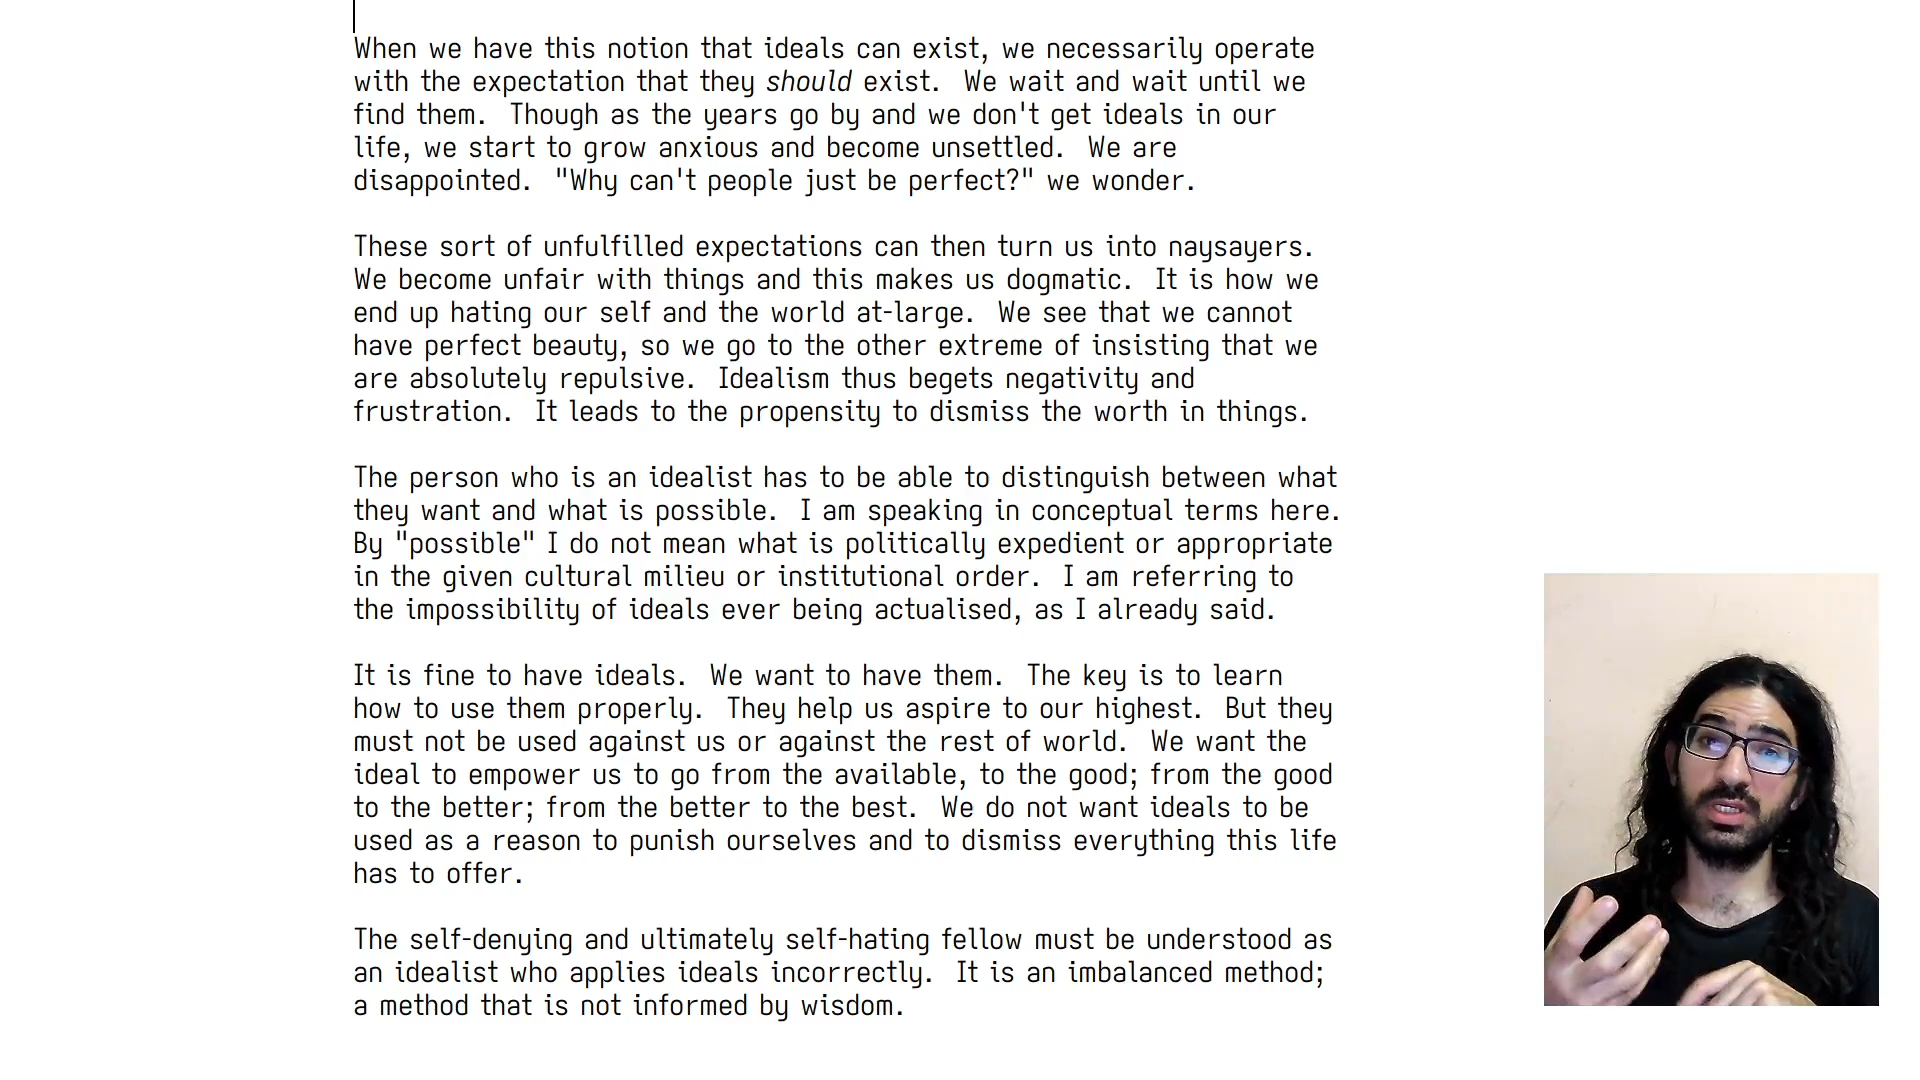 When we have this notion that ideals can exist, we necessarily operate
with the expectation that they should exist.  We wait and wait until we
find them.  Though as the years go by and we don't get ideals in our
life, we start to grow anxious and become unsettled.  We are
disappointed.  "Why can't people just be perfect?" we wonder.
These sort of unfulfilled expectations can then turn us into naysayers.
We become unfair with things and this makes us dogmatic.  It is how we
end up hating our self and the world at-large.  We see that we cannot
have perfect beauty, so we go to the other extreme of insisting that we
are absolutely repulsive.  Idealism thus begets negativity and
frustration.  It leads to the propensity to dismiss the worth in things.
The person who is an idealist has to be able to distinguish between what
they want and what is possible.  I am speaking in conceptual terms here.
By "possible" I do not mean what is politically expedient or appropriate
in the given cultural milieu or institutional order.  I am referring to
the impossibility of ideals ever being actualised, as I already said.
It is fine to have ideals.  We want to have them.  The key is to learn
how to use them properly.  They help us aspire to our highest.  But they
must not be used against us or against the rest of world.  We want the
ideal to empower us to go from the available, to the good; from the good
to the better; from the better to the best.  We do not want ideals to be
used as a reason to punish ourselves and to dismiss everything this life
has to offer.
The self-denying and ultimately self-hating fellow must be understood as
an idealist who applies ideals incorrectly.  It is an imbalanced method;
a method that is not informed by wisdom.